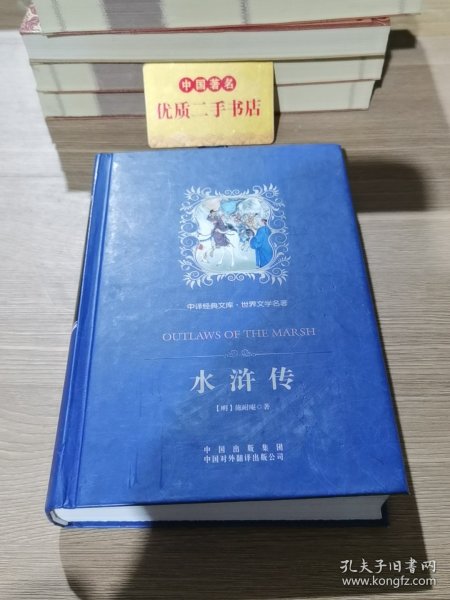 中国著名
优质二手书店
中译经典文库·世界文学名著
OUTLAWS OF THE MARSH
水浒传
【明】施耐庵◇著
中国出版集团
中国对外翻译出版公司
孔夫子旧书网
www.kongfz.com